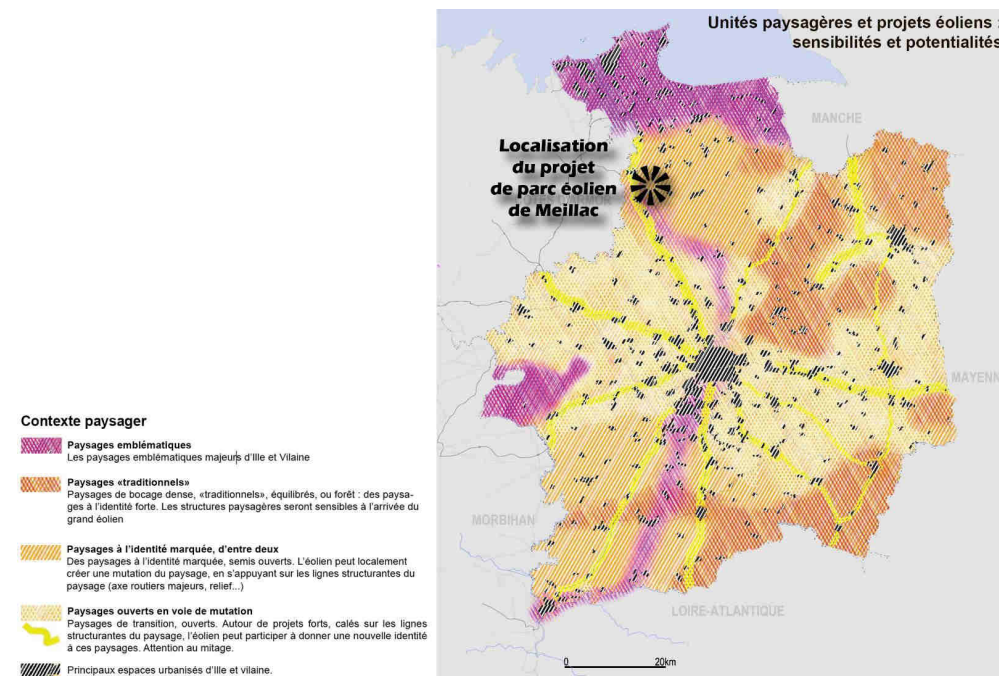 Unités paysagères et projets éoliens :
sensibilités et potentialités
MANCHE
Localisation
du projet
de parc éolien
de Meillac
MAYENN
MORBIHAN
LOIRE-ATLANTIQUE
0 20km
Contexte paysager
Paysages emblématiques
Les paysages emblématiques majeurs d'Ille et Vilaine
Paysages «traditionnels»
Paysages de bocage dense, «traditionnels», équilibrés, ou forêt : des paysa-
ges à l'identité forte. Les structures paysagères seront sensibles à l'arrivée du
grand éolien
Paysages à l'identité marquée, d'entre deux
Des paysages à l'identité marquée, semis ouverts. L'éolien peut localement
créer une mutation du paysage, en s'appuyant sur les lignes structurantes du
paysage (axe routiers majeurs, relief...)
Paysages ouverts en voie de mutation
Paysages de transition, ouverts. Autour de projets forts, calés sur les lignes
structurantes du paysage, l'éolien peut participer à donner une nouvelle identité
à ces paysages. Attention au mitage.
Principaux espaces urbanisés d'Ille et vilaine.